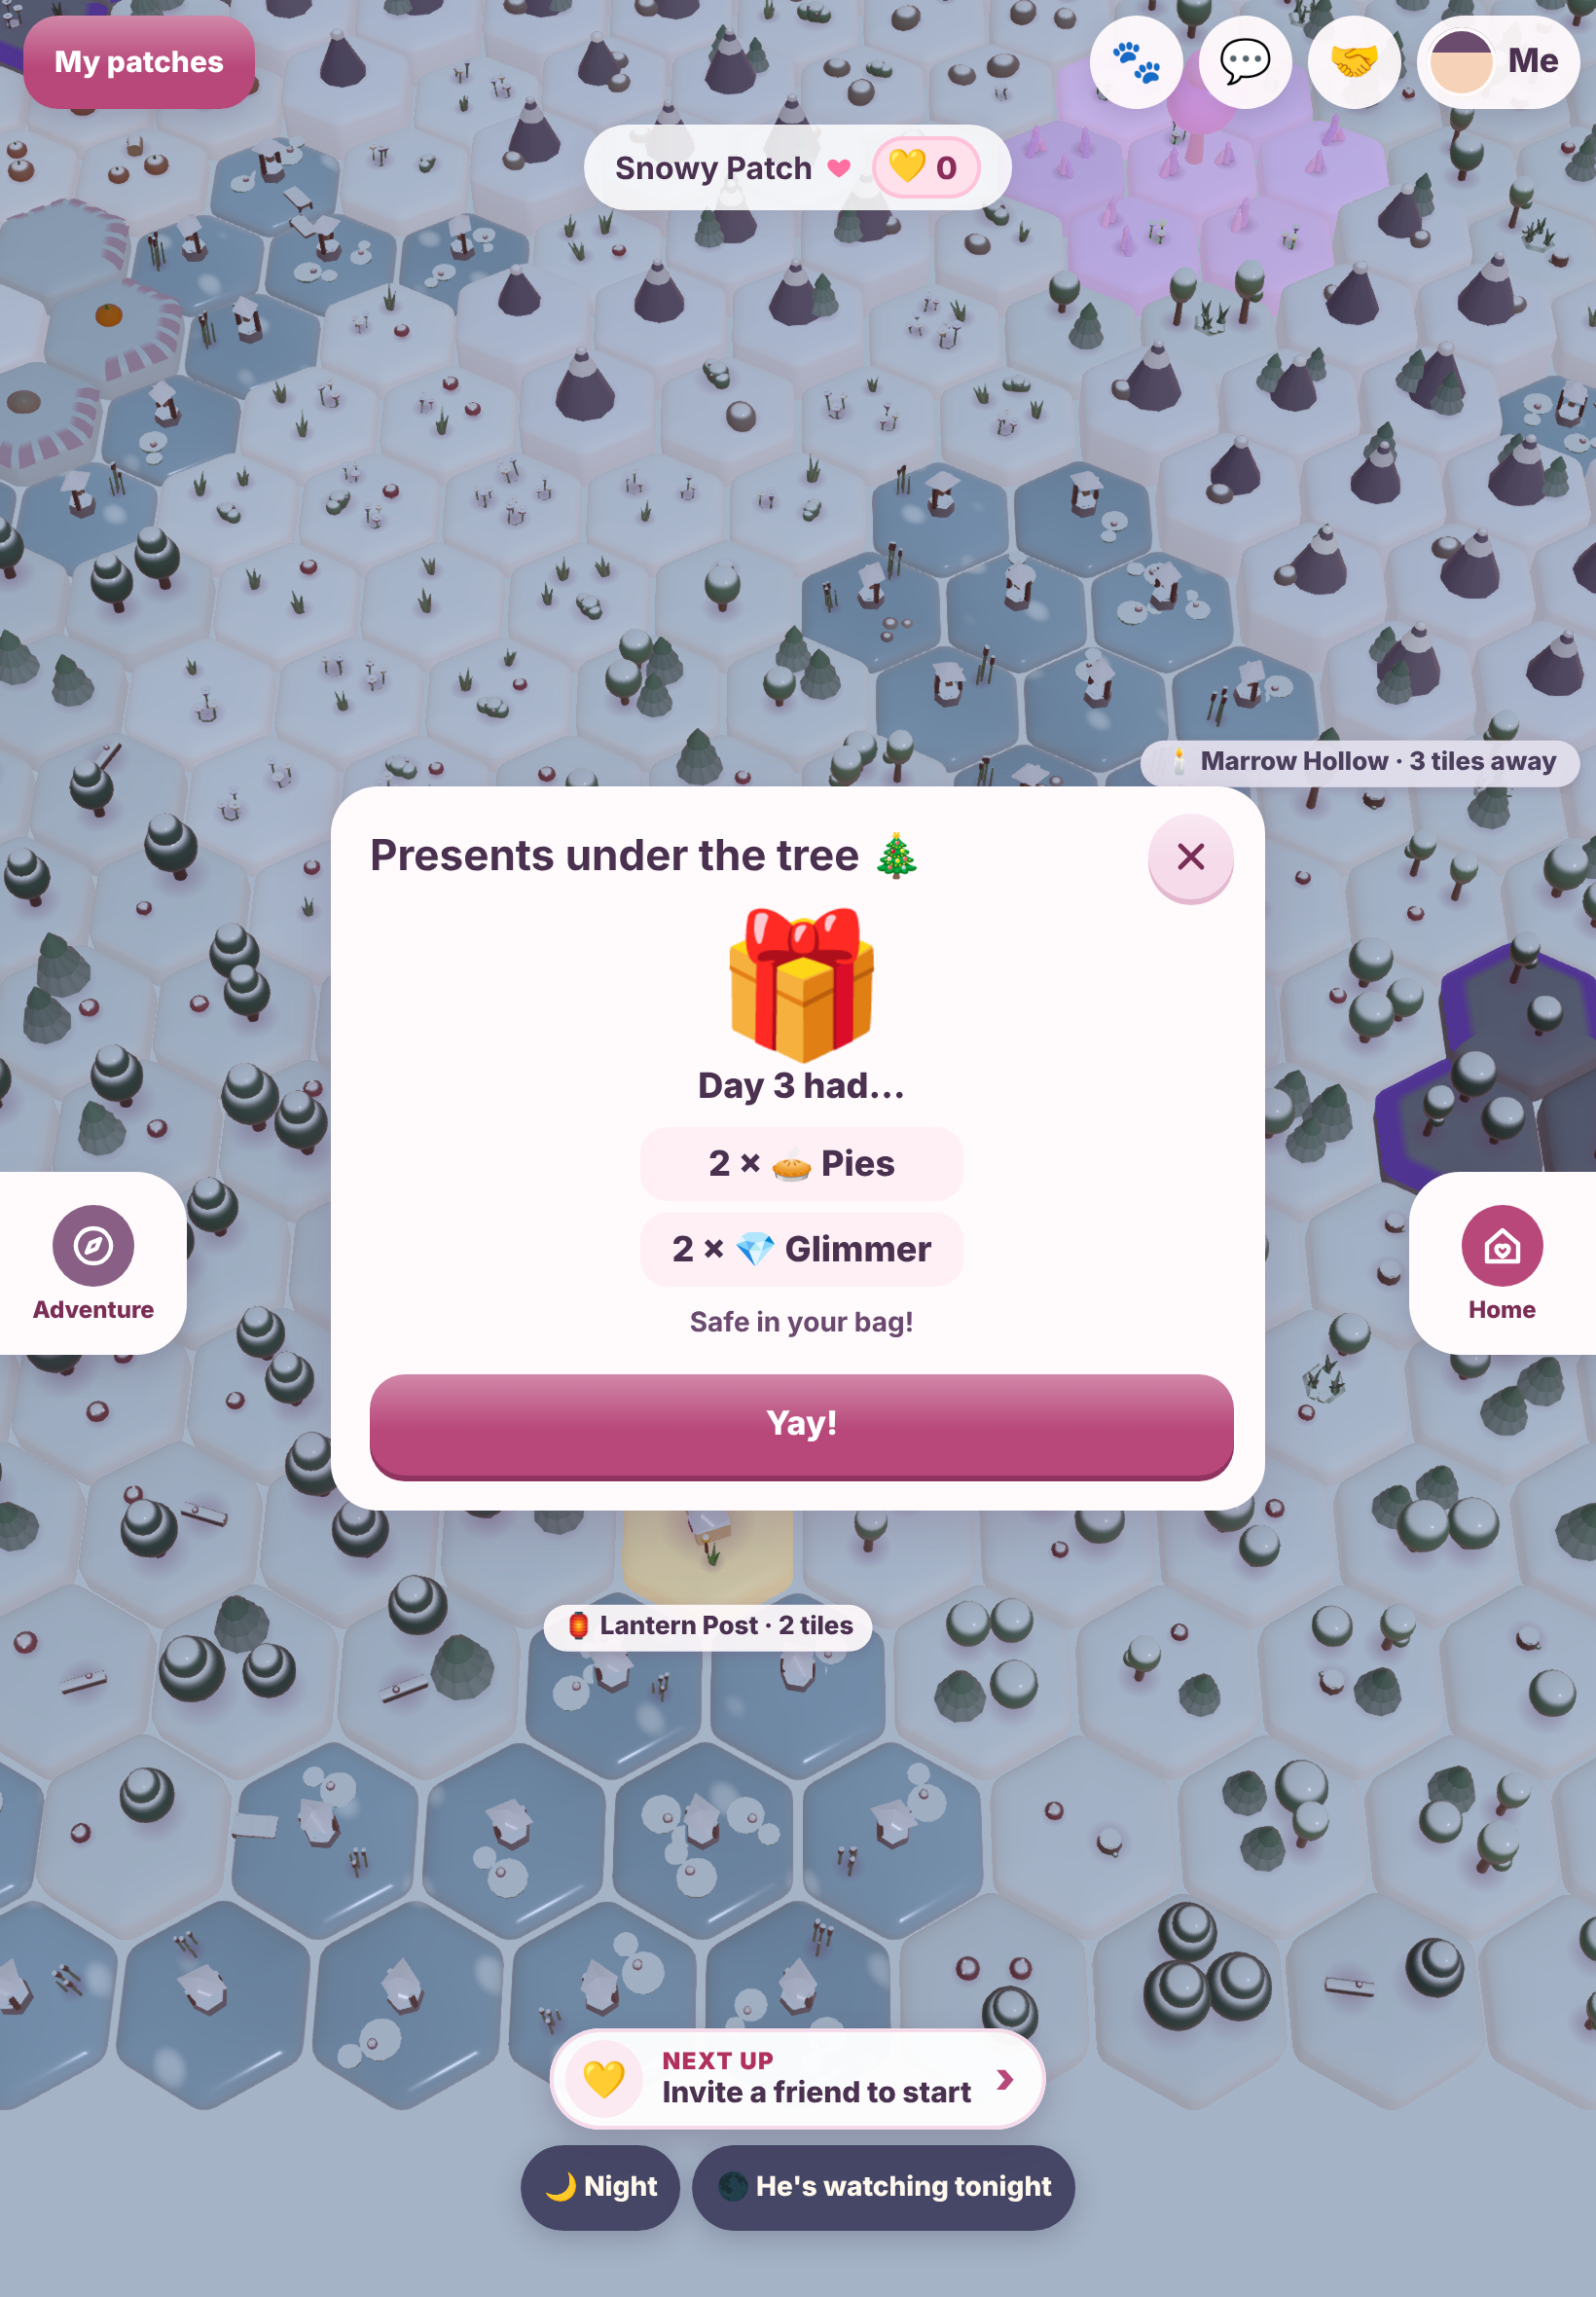 My patches
Me
Snowy Patch 💛 0
🕯️ Marrow Hollow · 3 tiles away
Presents under the tree 🎄
Day 3 had...
2 × 🥧 Pies
2 × 💎 Glimmer
Safe in your bag!
Yay!
Adventure
Home
🏮 Lantern Post · 2 tiles
NEXT UP
Invite a friend to start
🌙 Night
🌑 He's watching tonight